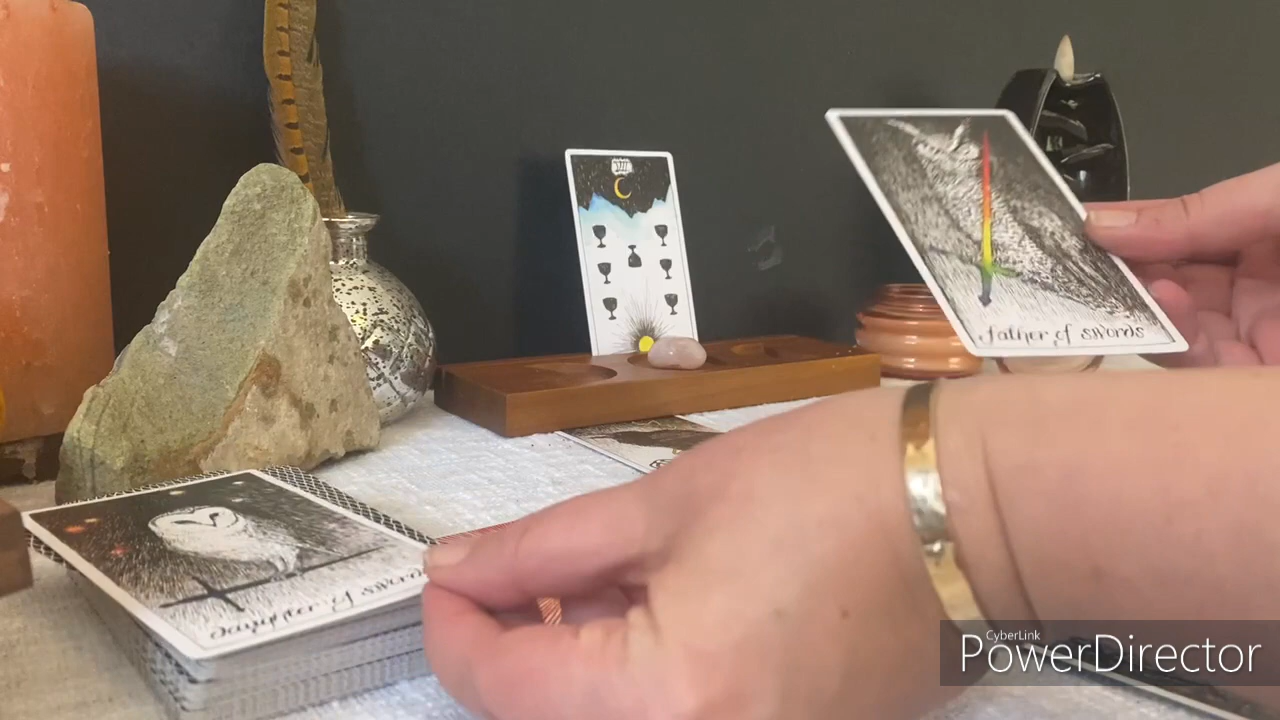 father of swords
daughter of swords
CyberLink
PowerDirector